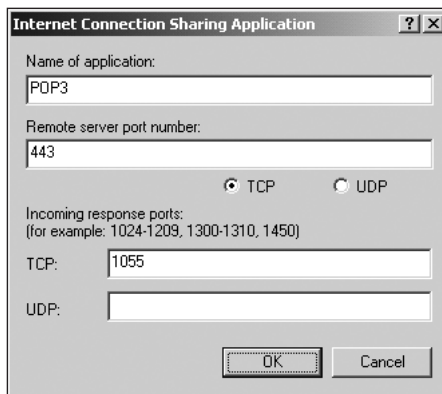 Internet Connection Sharing Application
Name of application:
POP3
Remote server port number:
443
TCP UDP
Incoming response ports:
(for example: 1024-1209, 1300-1310, 1450)
TCP: 1055
UDP:
OK Cancel